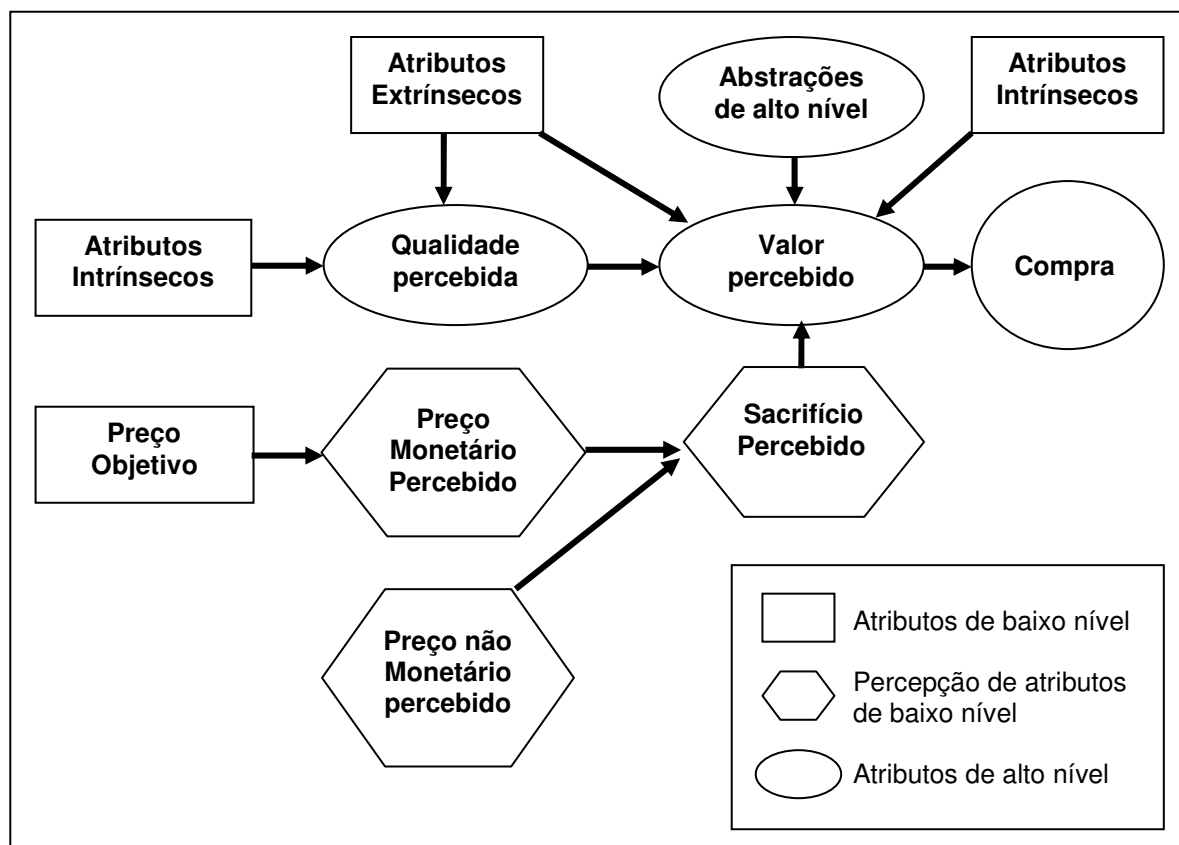 Atributos
Extrínsecos
Abstrações
de alto nível
Atributos
Intrínsecos
Atributos
Intrínsecos
Qualidade
percebida
Valor
percebido
Compra
Preço
Objetivo
Preço
Monetário
Percebido
Sacrifício
Percebido
Preço não
Monetário
percebido
Atributos de baixo nível
Percepção de atributos
de baixo nível
Atributos de alto nível